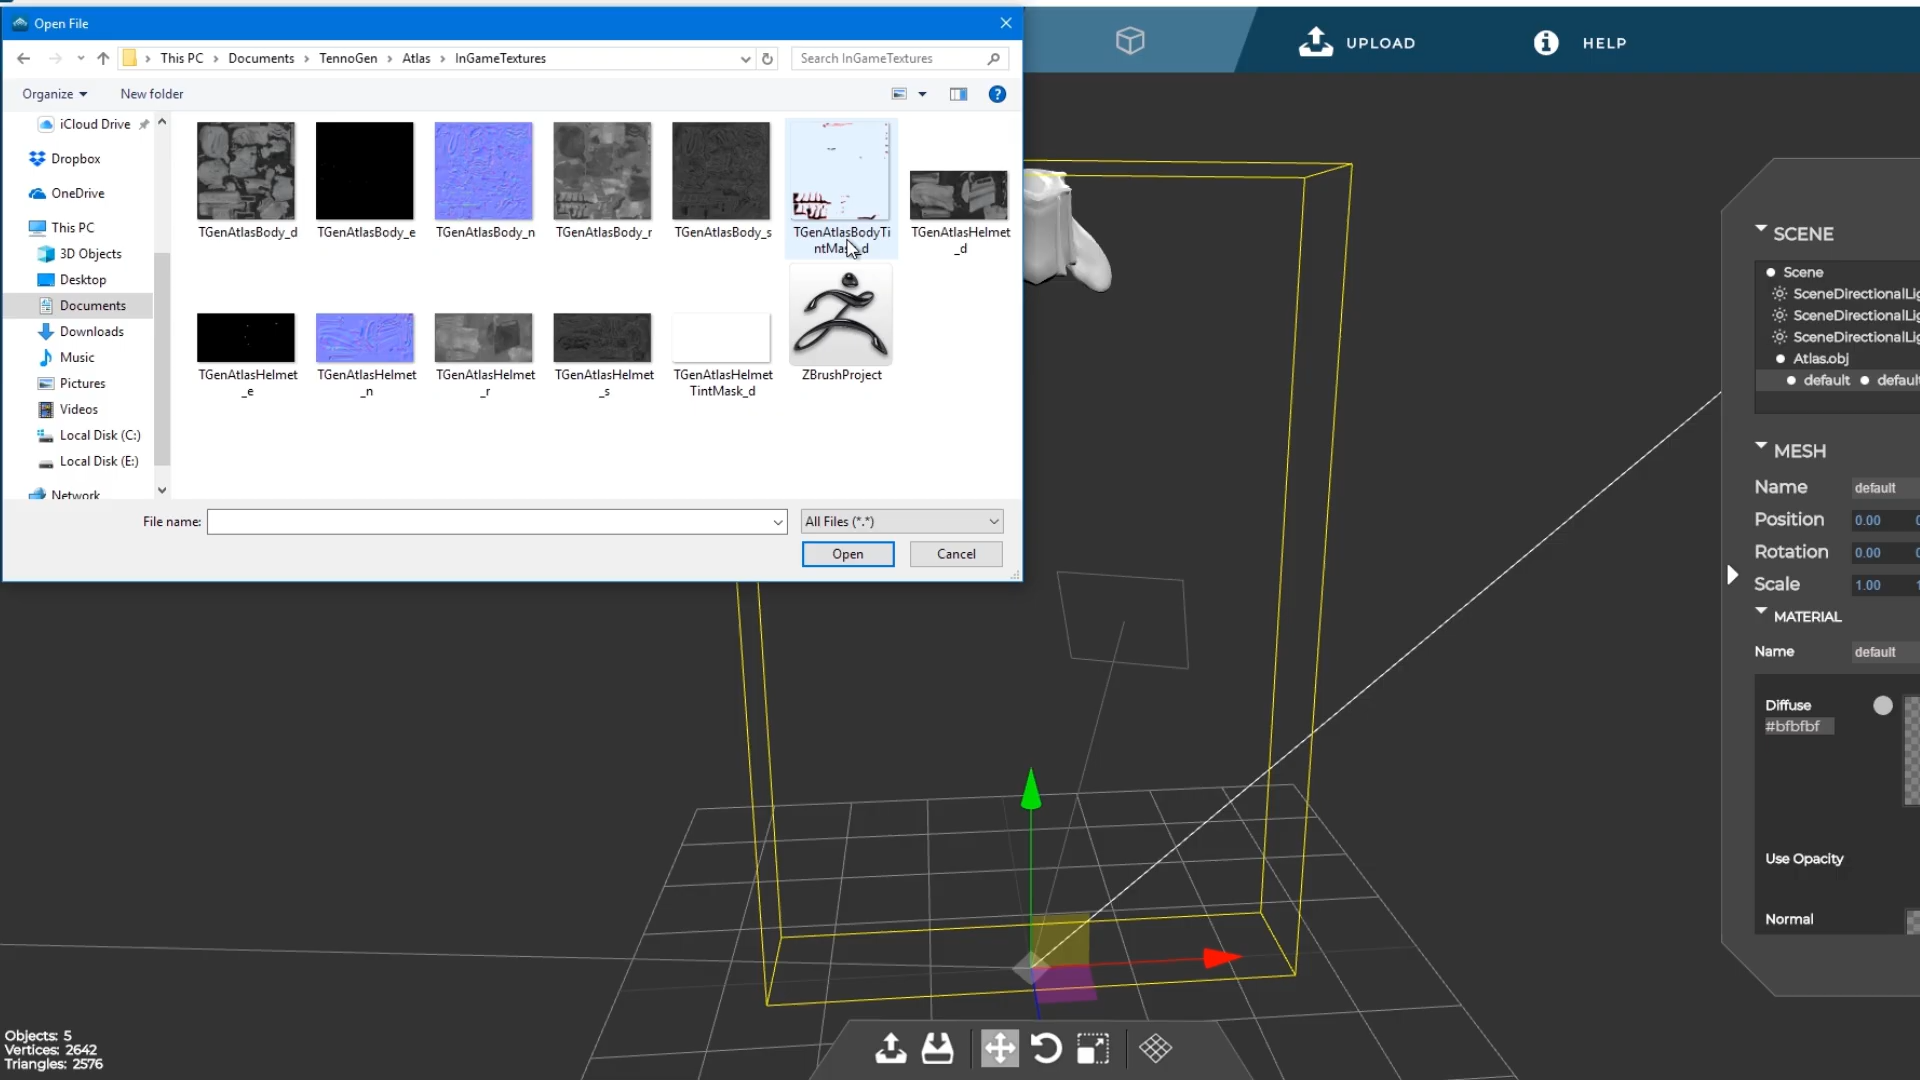 Open File
This PC
Documents
TennoGen
Atlas
InGameTextures
Search InGameTextures
Organize
New folder
iCloud Drive
Dropbox
OneDrive
This PC
3D Objects
Desktop
Documents
Downloads
Music
Pictures
Videos
Local Disk (C:)
Local Disk (E:)
Network
TGenAtlasBody_d
TGenAtlasBody_e
TGenAtlasBody_n
TGenAtlasBody_r
TGenAtlasBody_s
TGenAtlasBodyTi
TGenAtlasHelmet
_d
TGenAtlasHelmet
_e
TGenAtlasHelmet
_n
TGenAtlasHelmet
_r
TGenAtlasHelmet
_s
TGenAtlasHelmet
TintMask_d
ZBrushProject
File name:
All Files (*.*)
Open
Cancel
UPLOAD
HELP
SCENE
Scene
SceneDirectionalLig
SceneDirectionalLig
SceneDirectionalLig
Atlas.obj
default
default
MESH
Name default
Position 0.00
Rotation 0.00
Scale 1.00
MATERIAL
Name default
Diffuse
#bfbfbf
Use Opacity
Normal
Objects: 5
Vertices: 2642
Triangles: 2576